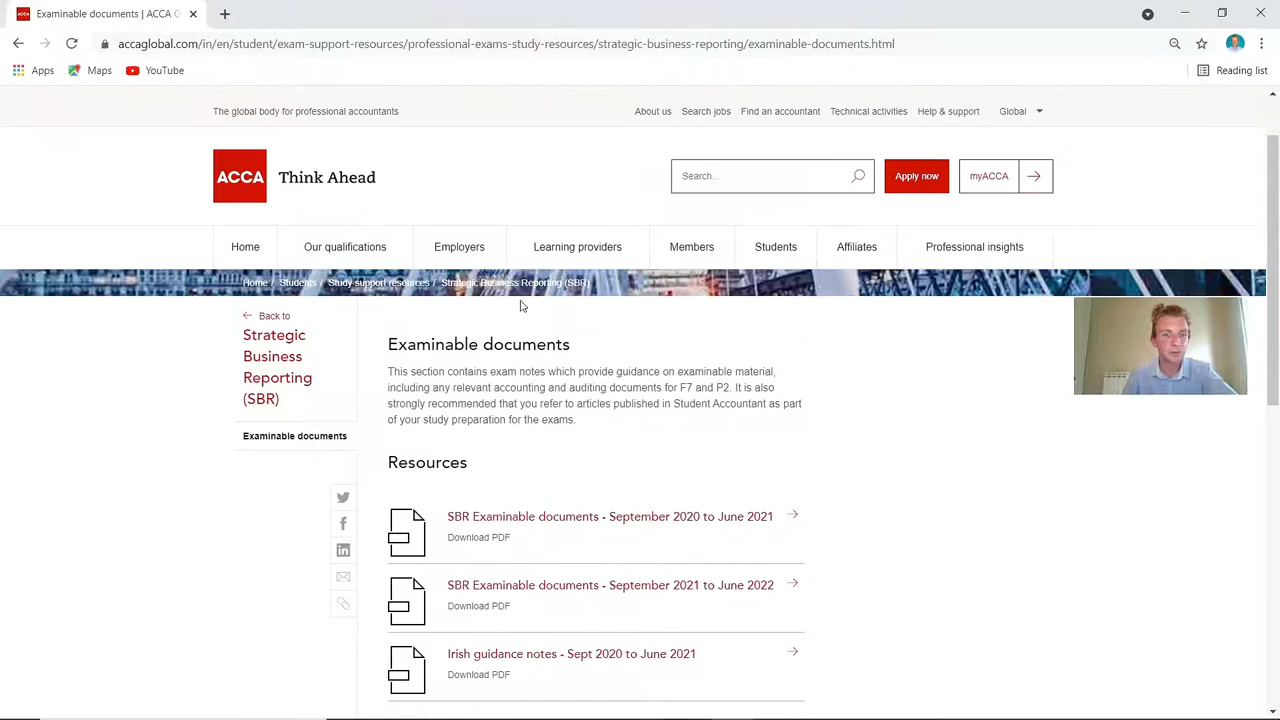 Examinable documents | ACCA G
accaglobal.com/in/en/student/exam-support-resources/professional-exams-study-resources/strategic-business-reporting/examinable-documents.html
Apps
Maps
YouTube
Reading list
The global body for professional accountants
About us
Search jobs
Find an accountant
Technical activities
Help & support
Global
ACCA
Think Ahead
Search...
Apply now
myACCA
Home
Our qualifications
Employers
Learning providers
Members
Students
Affiliates
Professional insights
Home / Students / Study support resources / Strategic Business Reporting (SBR)
Back to
Strategic
Business
Reporting
(SBR)
Examinable documents
Examinable documents
This section contains exam notes which provide guidance on examinable material,
including any relevant accounting and auditing documents for F7 and P2. It is also
strongly recommended that you refer to articles published in Student Accountant as part
of your study preparation for the exams.
Resources
SBR Examinable documents - September 2020 to June 2021
Download PDF
SBR Examinable documents - September 2021 to June 2022
Download PDF
Irish guidance notes - Sept 2020 to June 2021
Download PDF